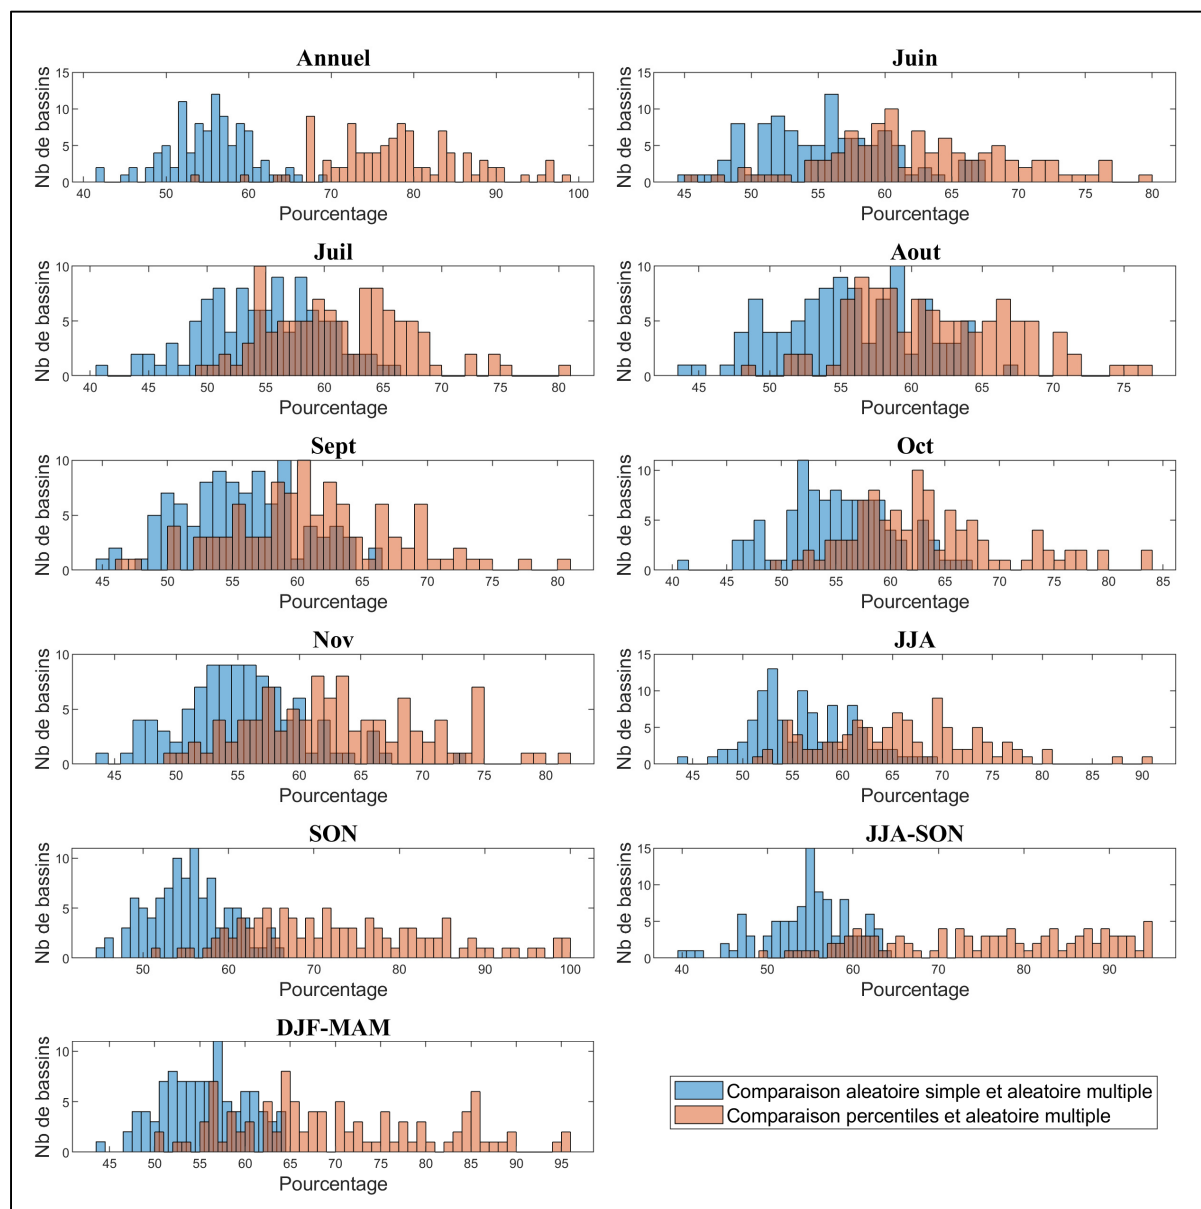 Annuel
Nb de bassins
15
10
5
0
40 50 60 70 80 90 100
Pourcentage
Juin
Nb de bassins
15
10
5
0
45 50 55 60 65 70 75 80
Pourcentage
Juil
Nb de bassins
10
5
0
40 45 50 55 60 65 70 75 80
Pourcentage
Aout
Nb de bassins
10
5
0
45 50 55 60 65 70 75
Pourcentage
Sept
Nb de bassins
10
5
0
45 50 55 60 65 70 75 80
Pourcentage
Oct
Nb de bassins
10
5
0
40 45 50 55 60 65 70 75 80 85
Pourcentage
Nov
Nb de bassins
10
5
0
45 50 55 60 65 70 75 80
Pourcentage
JJA
Nb de bassins
15
10
5
0
45 50 55 60 65 70 75 80 85 90
Pourcentage
SON
Nb de bassins
10
5
0
50 60 70 80 90 100
Pourcentage
JJA-SON
Nb de bassins
15
10
5
0
40 50 60 70 80 90
Pourcentage
DJF-MAM
Nb de bassins
10
5
0
45 50 55 60 65 70 75 80 85 90 95
Pourcentage
Comparaison aleatoire simple et aleatoire multiple
Comparaison percentiles et aleatoire multiple